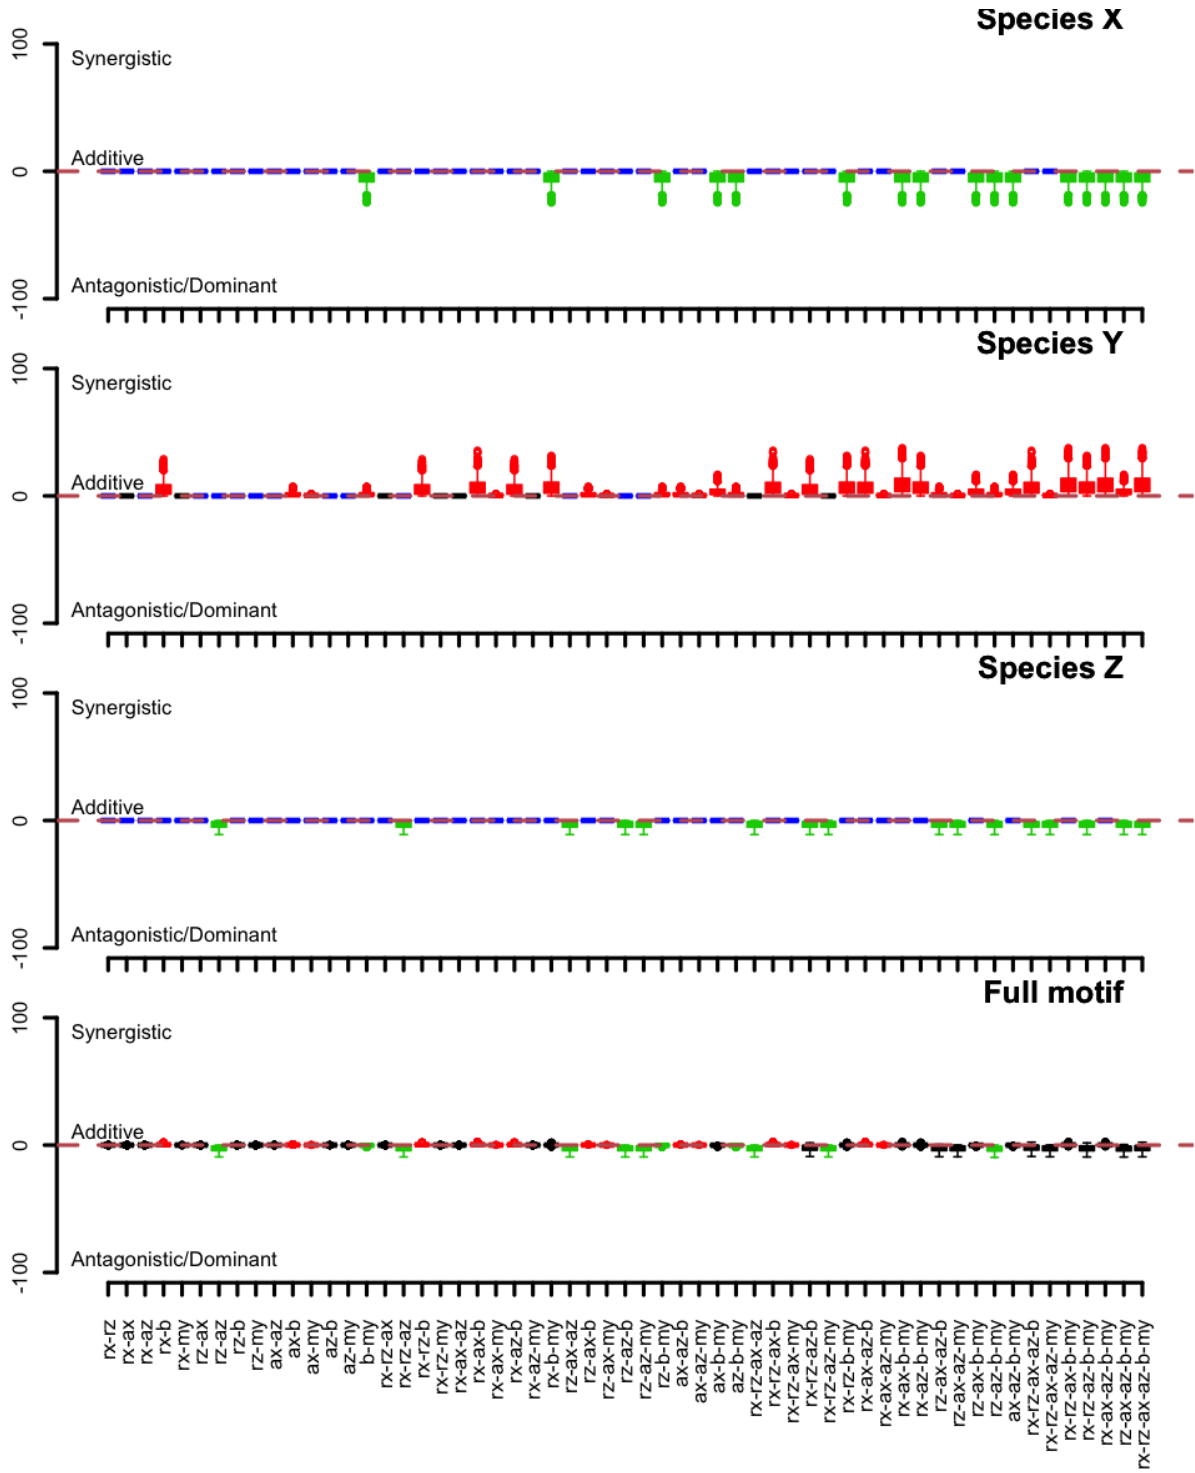 Species X
100
Synergistic
Additive
0
Antagonistic/Dominant
-100
Species Y
100
Synergistic
Additive
0
Antagonistic/Dominant
-100
Species Z
100
Synergistic
Additive
0
Antagonistic/Dominant
-100
Full motif
100
Synergistic
Additive
0
Antagonistic/Dominant
-100
rx-rz
rx-ax
rx-az
rx-b
rx-my
rz-ax
rz-az
rz-b
rz-my
ax-az
ax-b
ax-my
az-b
az-my
b-my
rx-rz-ax
rx-rz-az
rx-rz-b
rx-rz-my
rx-ax-az
rx-ax-b
rx-ax-my
rx-az-b
rx-az-my
rx-b-my
rz-ax-az
rz-ax-b
rz-ax-my
rz-az-b
rz-az-my
rz-b-my
ax-az-b
ax-az-my
ax-b-my
az-b-my
rx-rz-ax-az
rx-rz-ax-b
rx-rz-ax-my
rx-rz-az-b
rx-rz-az-my
rx-rz-b-my
rx-ax-az-b
rx-ax-az-my
rx-ax-b-my
rx-az-b-my
rz-ax-az-b
rz-ax-az-my
rz-ax-b-my
rz-az-b-my
ax-az-b-my
rx-rz-ax-az-b
rx-rz-ax-az-my
rx-rz-ax-b-my
rx-rz-az-b-my
rx-ax-az-b-my
rz-ax-az-b-my
rx-rz-ax-az-b-my